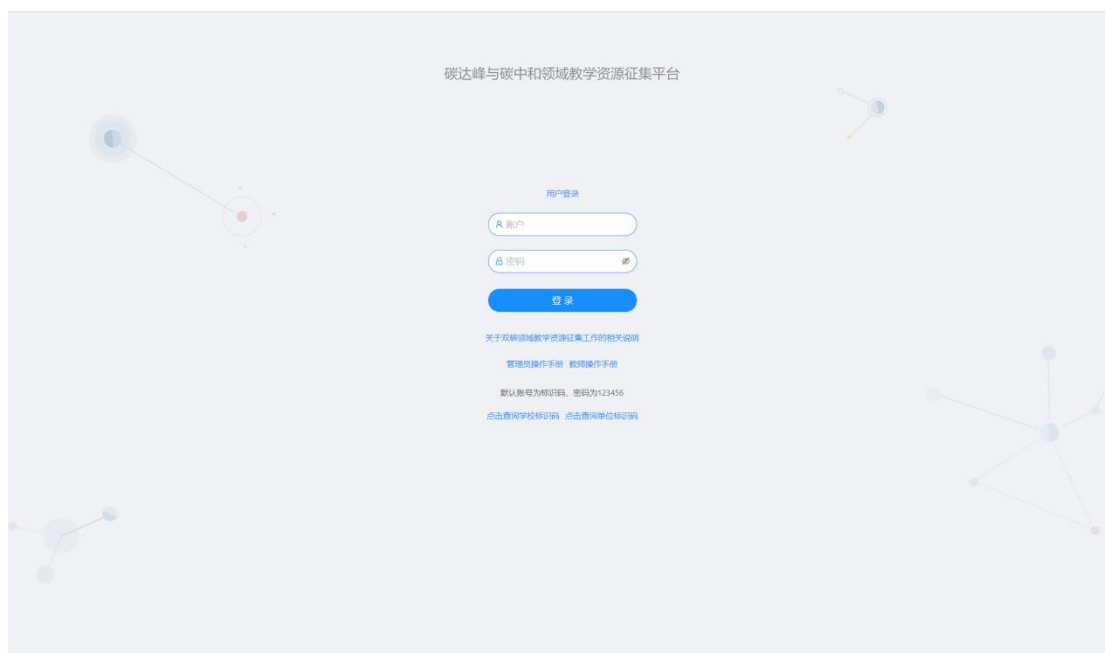 碳达峰与碳中和领域教学资源征集平台
用户登录
账户
密码
登 录
关于双碳领域教学资源征集工作的相关说明
管理员操作手册 教师操作手册
默认账号为标识码，密码为123456
点击查询学校标识码 点击查询单位标识码